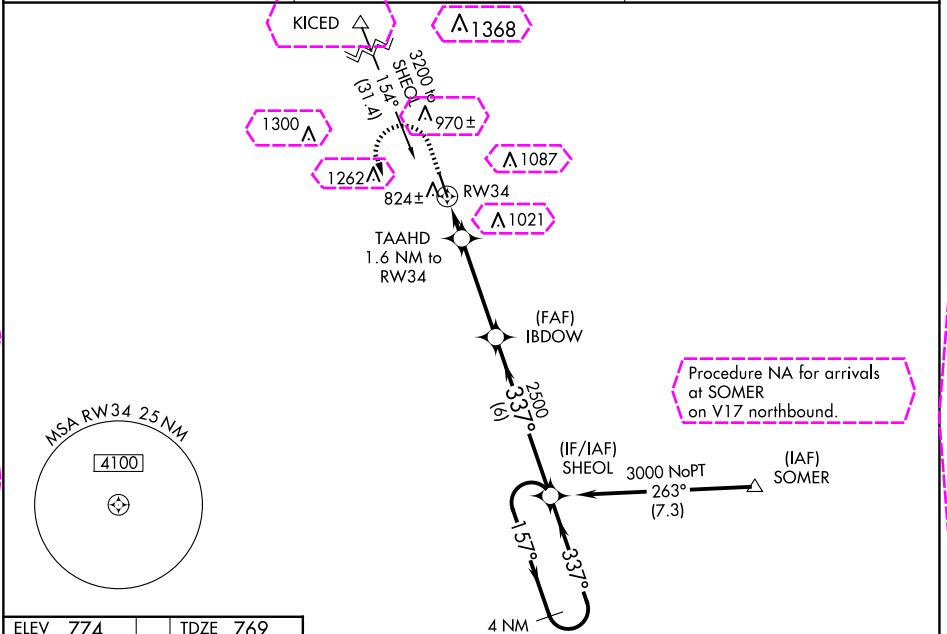 KICED
1368
3200 to
SHEOL
154°
(31.4)
970±
1300
1087
1262
824±
RW34
1021
TAAHD
1.6 NM to
RW34
(FAF)
IBDOW
Procedure NA for arrivals
at SOMER
on V17 northbound.
2500
337°
(6)
MSA RW34 25 NM
4100
(IF/IAF)
SHEOL
3000 NoPT
263°
(7.3)
(IAF)
SOMER
157°
337°
4 NM
ELEV 774
TDZE 769